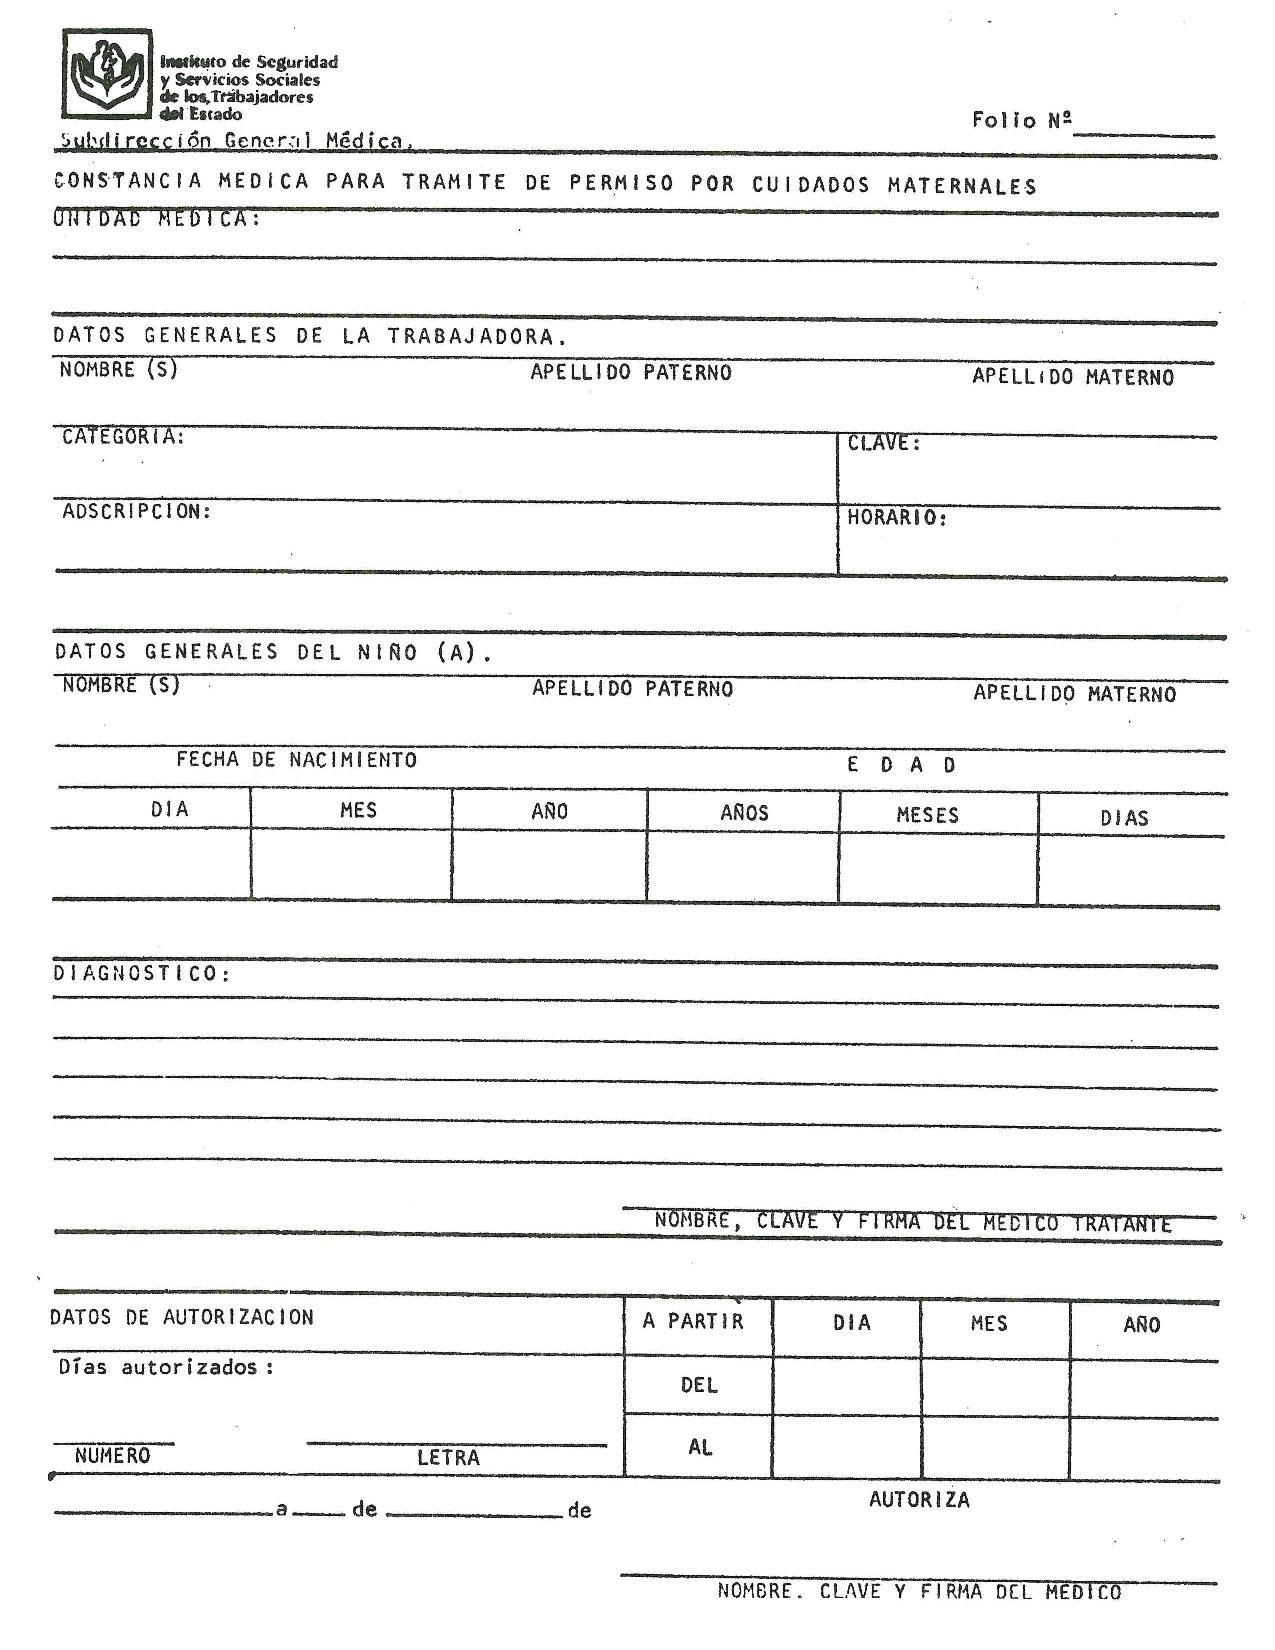 Instituto de Seguridad
y Servicios Sociales
de los Trabajadores
del Estado
Subdirección General Médica.
Folio Nº
CONSTANCIA MEDICA PARA TRAMITE DE PERMISO POR CUIDADOS MATERNALES
UNIDAD MEDICA:
DATOS GENERALES DE LA TRABAJADORA.
NOMBRE (S) APELLIDO PATERNO APELLIDO MATERNO
CATEGORIA: CLAVE:
ADSCRIPCION: HORARIO:
DATOS GENERALES DEL NIÑO (A).
NOMBRE (S) APELLIDO PATERNO APELLIDO MATERNO
FECHA DE NACIMIENTO E D A D
DIA MES AÑO AÑOS MESES DIAS
DIAGNOSTICO:
NOMBRE, CLAVE Y FIRMA DEL MEDICO TRATANTE
DATOS DE AUTORIZACION A PARTIR DIA MES AÑO
Días autorizados :
DEL
AL
NUMERO LETRA
a de de
AUTORIZA
NOMBRE. CLAVE Y FIRMA DEL MEDICO